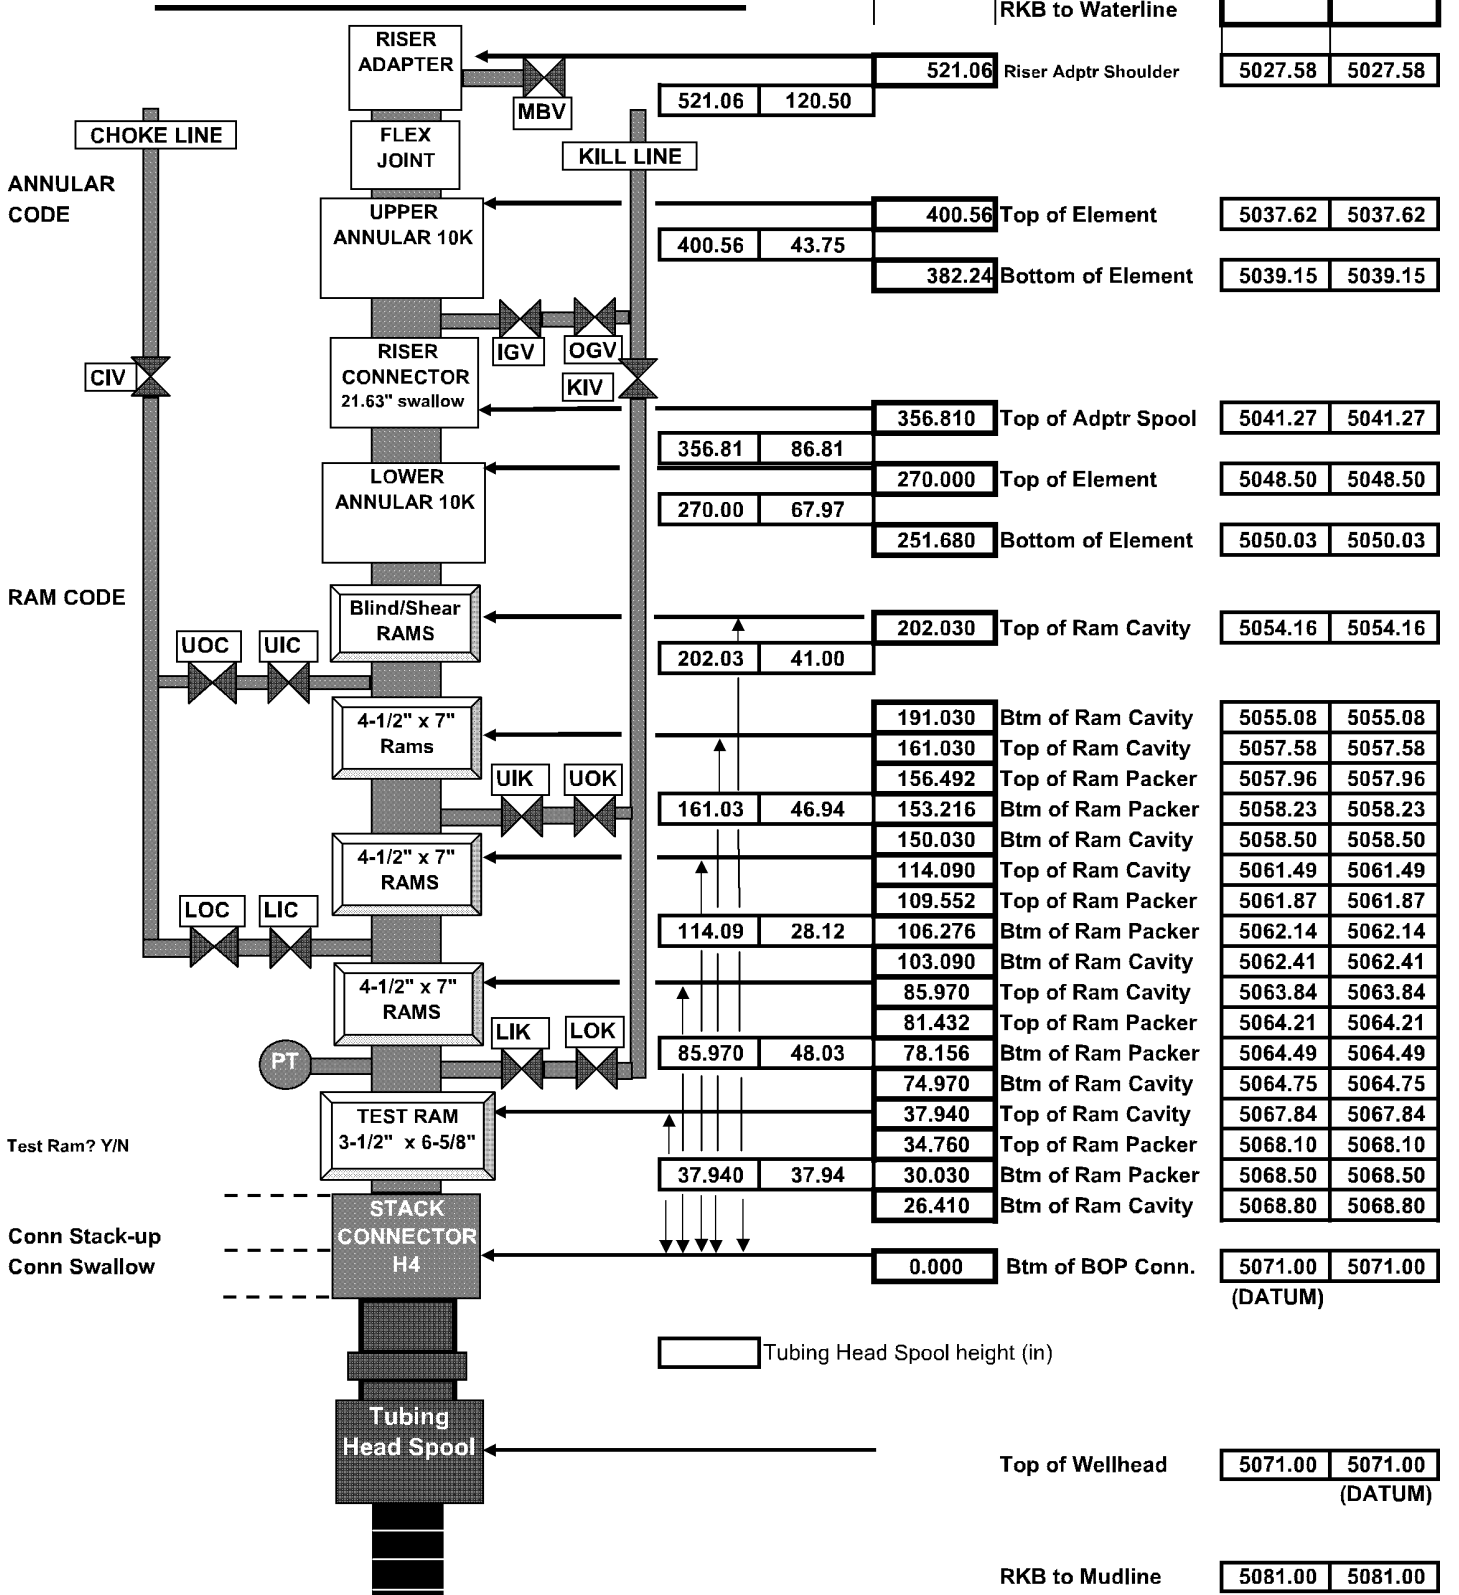 RKB to Waterline
RISER
ADAPTER
521.06 Riser Adptr Shoulder 5027.58 5027.58
521.06 120.50
MBV
CHOKE LINE
FLEX
JOINT
KILL LINE
ANNULAR
CODE
UPPER
ANNULAR 10K
400.56 Top of Element 5037.62 5037.62
400.56 43.75
382.24 Bottom of Element 5039.15 5039.15
IGV OGV
RISER
CONNECTOR
21.63" swallow
CIV
KIV
356.810 Top of Adptr Spool 5041.27 5041.27
356.81 86.81
LOWER
ANNULAR 10K
270.000 Top of Element 5048.50 5048.50
270.00 67.97
251.680 Bottom of Element 5050.03 5050.03
RAM CODE
Blind/Shear
RAMS
202.030 Top of Ram Cavity 5054.16 5054.16
UOC UIC
202.03 41.00
4-1/2" x 7"
Rams
191.030 Btm of Ram Cavity 5055.08 5055.08
161.030 Top of Ram Cavity 5057.58 5057.58
UIK UOK
156.492 Top of Ram Packer 5057.96 5057.96
161.03 46.94 153.216 Btm of Ram Packer 5058.23 5058.23
150.030 Btm of Ram Cavity 5058.50 5058.50
4-1/2" x 7"
RAMS
114.090 Top of Ram Cavity 5061.49 5061.49
LOC LIC
109.552 Top of Ram Packer 5061.87 5061.87
114.09 28.12 106.276 Btm of Ram Packer 5062.14 5062.14
103.090 Btm of Ram Cavity 5062.41 5062.41
4-1/2" x 7"
RAMS
85.970 Top of Ram Cavity 5063.84 5063.84
LIK LOK
81.432 Top of Ram Packer 5064.21 5064.21
PT
85.970 48.03 78.156 Btm of Ram Packer 5064.49 5064.49
74.970 Btm of Ram Cavity 5064.75 5064.75
TEST RAM
3-1/2" x 6-5/8"
37.940 Top of Ram Cavity 5067.84 5067.84
Test Ram? Y/N
34.760 Top of Ram Packer 5068.10 5068.10
37.940 37.94 30.030 Btm of Ram Packer 5068.50 5068.50
26.410 Btm of Ram Cavity 5068.80 5068.80
STACK
CONNECTOR
H4
Conn Stack-up
Conn Swallow
0.000 Btm of BOP Conn. 5071.00 5071.00
(DATUM)
Tubing Head Spool height (in)
Tubing
Head Spool
Top of Wellhead 5071.00 5071.00
(DATUM)
RKB to Mudline 5081.00 5081.00